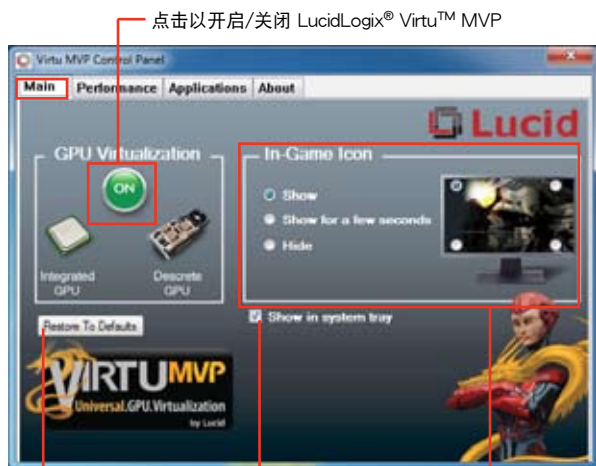 点击以开启/关闭 LucidLogix® Virtu™ MVP
Virtu MVP Control Panel
Main Performance Applications About
Lucid
GPU Virtualization
In-Game Icon
ON
Show
Show for a few seconds
Hide
Integrated GPU
Descrete GPU
Restore To Defaults
Show in system tray
VIRTU MVP
Universal.GPU.Virtualization
by Lucid